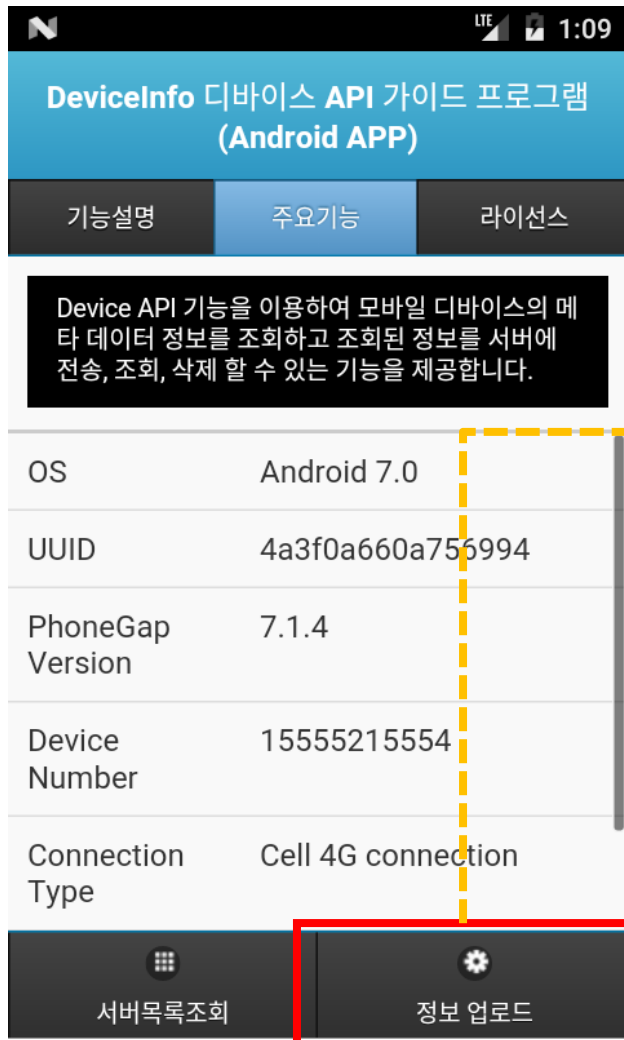 LTE 1:09
DeviceInfo 디바이스 API 가이드 프로그램
(Android APP)
기능설명 주요기능 라이선스
Device API 기능을 이용하여 모바일 디바이스의 메
타 데이터 정보를 조회하고 조회된 정보를 서버에
전송, 조회, 삭제 할 수 있는 기능을 제공합니다.
OS Android 7.0
UUID 4a3f0a660a756994
PhoneGap 7.1.4
Version
Device 15555215554
Number
Connection Cell 4G connection
Type
서버목록조회 정보 업로드